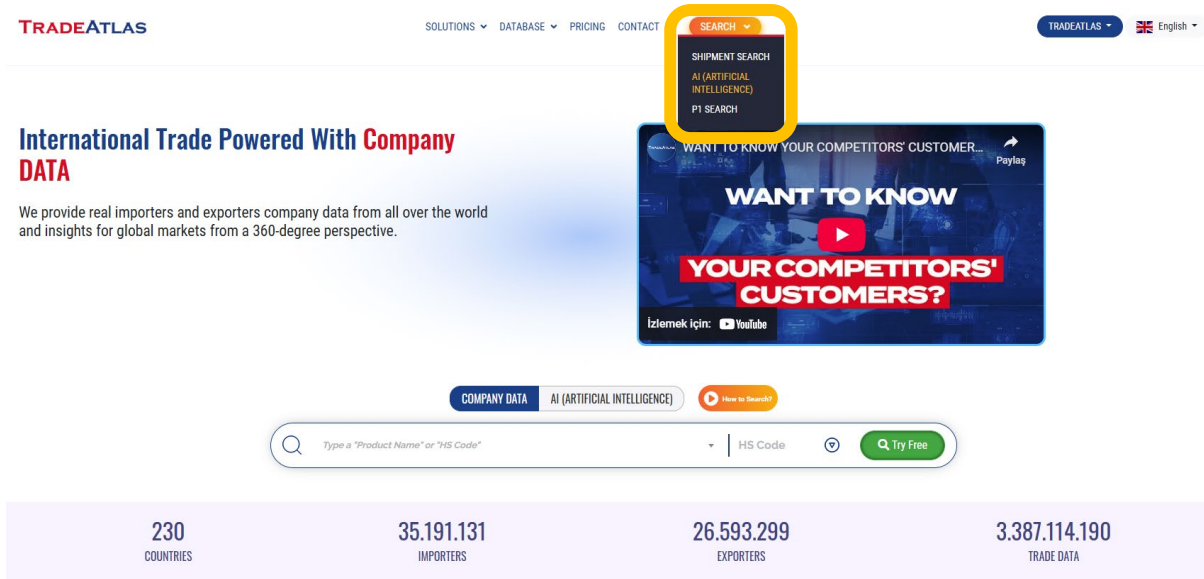 TRADEATLAS
SOLUTIONS DATABASE PRICING CONTACT SEARCH
TRADEATLAS English
SHIPMENT SEARCH
AI (ARTIFICIAL
INTELLIGENCE)
P1 SEARCH
International Trade Powered With Company
DATA
We provide real importers and exporters company data from all over the world
and insights for global markets from a 360-degree perspective.
WANT TO KNOW YOUR COMPETITORS' CUSTOMER...
Paylaş
WANT TO KNOW
YOUR COMPETITORS'
CUSTOMERS?
İzlemek için: YouTube
COMPANY DATA AI (ARTIFICIAL INTELLIGENCE) How to Search?
Type a "Product Name" or "HS Code" HS Code Try Free
230 35.191.131 26.593.299 3.387.114.190
COUNTRIES IMPORTERS EXPORTERS TRADE DATA